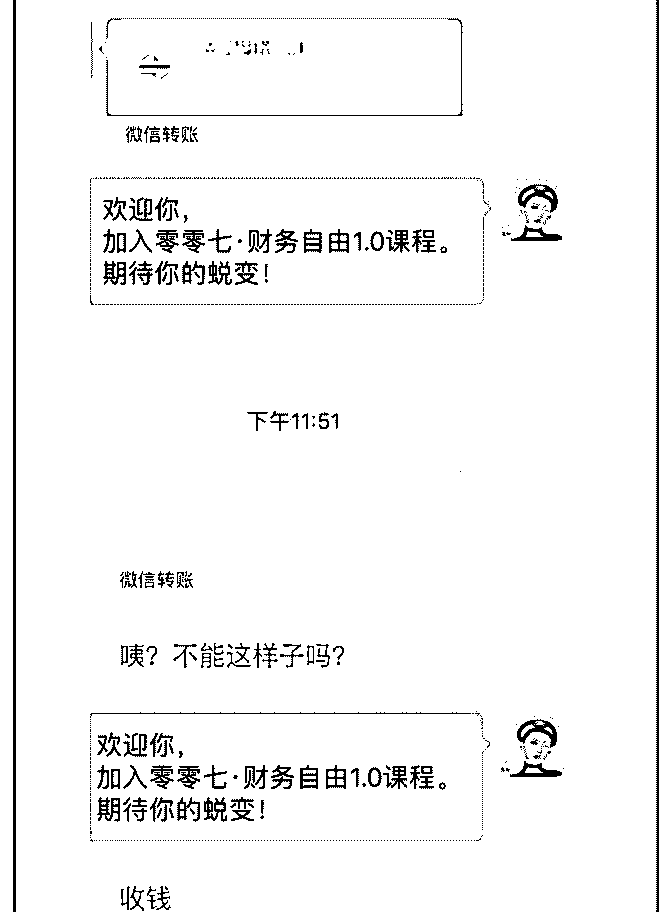 微信转账
欢迎你，
加入零零七·财务自由1.0课程。
期待你的蜕变！
下午11:51
微信转账
咦？不能这样子吗？
欢迎你，
加入零零七·财务自由1.0课程。
期待你的蜕变！
收钱